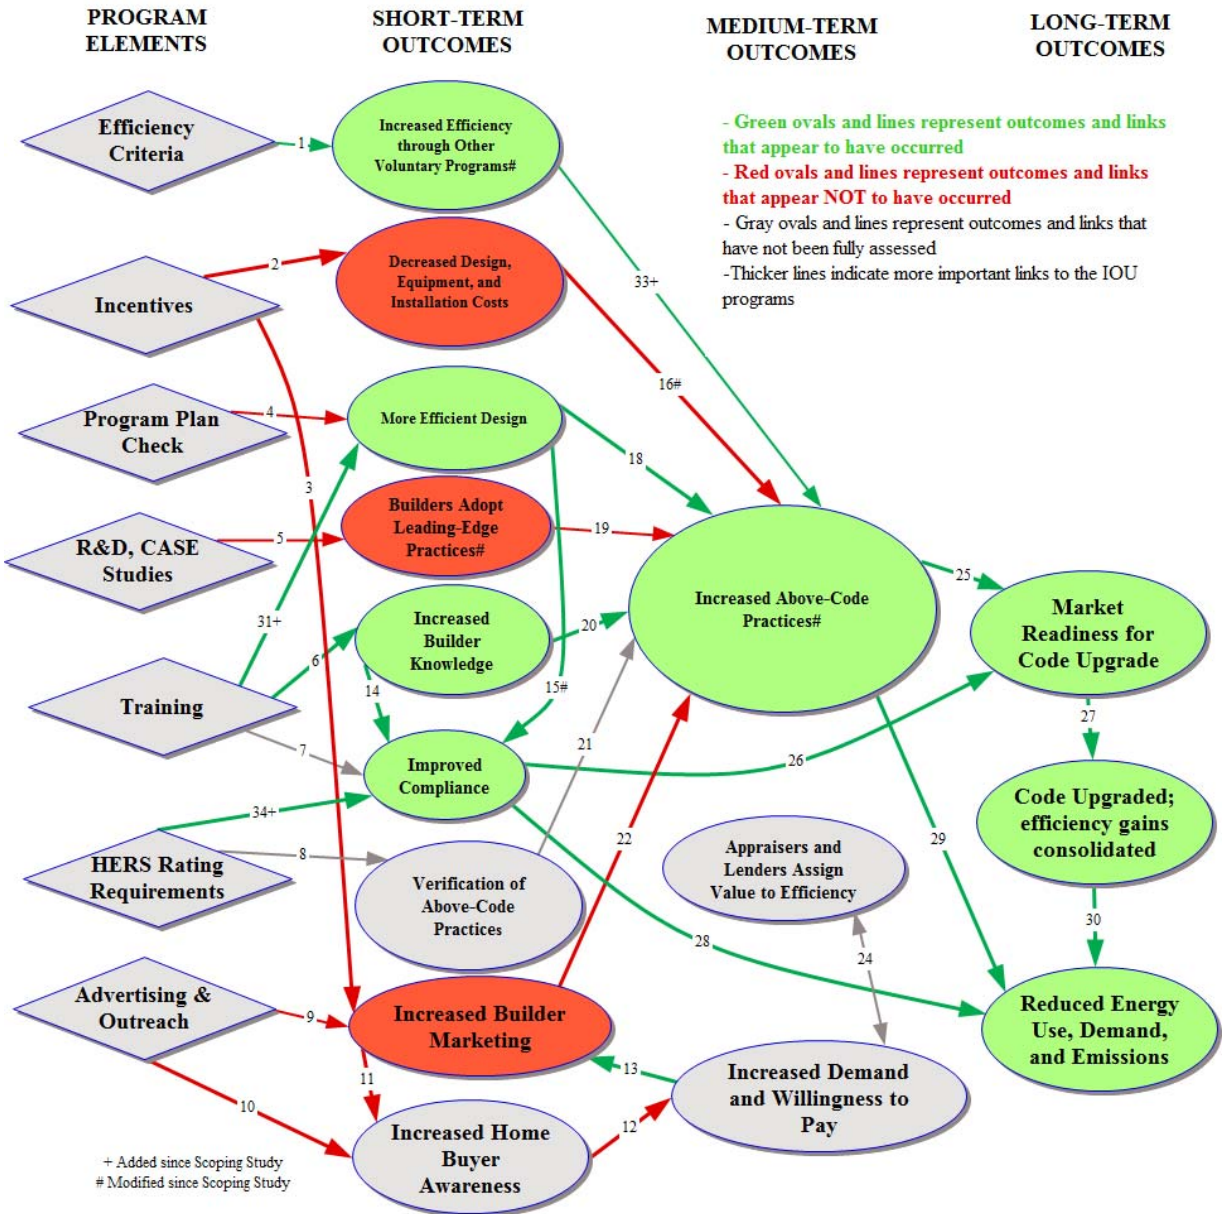 PROGRAM
ELEMENTS
SHORT-TERM
OUTCOMES
MEDIUM-TERM
OUTCOMES
LONG-TERM
OUTCOMES
- Green ovals and lines represent outcomes and links
that appear to have occurred
- Red ovals and lines represent outcomes and links
that appear NOT to have occurred
- Gray ovals and lines represent outcomes and links that
have not been fully assessed
-Thicker lines indicate more important links to the IOU
programs
Efficiency
Criteria
1
Increased Efficiency
through Other
Voluntary Programs#
33+
Incentives
2
3
Decreased Design,
Equipment, and
Installation Costs
16#
Program Plan
Check
4
More Efficient Design
18
15#
R&D, CASE
Studies
5
Builders Adopt
Leading-Edge
Practices#
19
Increased Above-Code
Practices#
25
Market
Readiness for
Code Upgrade
31+
6
Increased
Builder
Knowledge
20
14
Training
7
Improved
Compliance
21
26
27
34+
HERS Rating
Requirements
8
Verification of
Above-Code
Practices
22
28
Appraisers and
Lenders Assign
Value to Efficiency
29
Code Upgraded;
efficiency gains
consolidated
30
24
Advertising &
Outreach
9
Increased Builder
Marketing
Reduced Energy
Use, Demand,
and Emissions
10
11
13
Increased Demand
and Willingness to
Pay
12
Increased Home
Buyer
Awareness
+ Added since Scoping Study
# Modified since Scoping Study